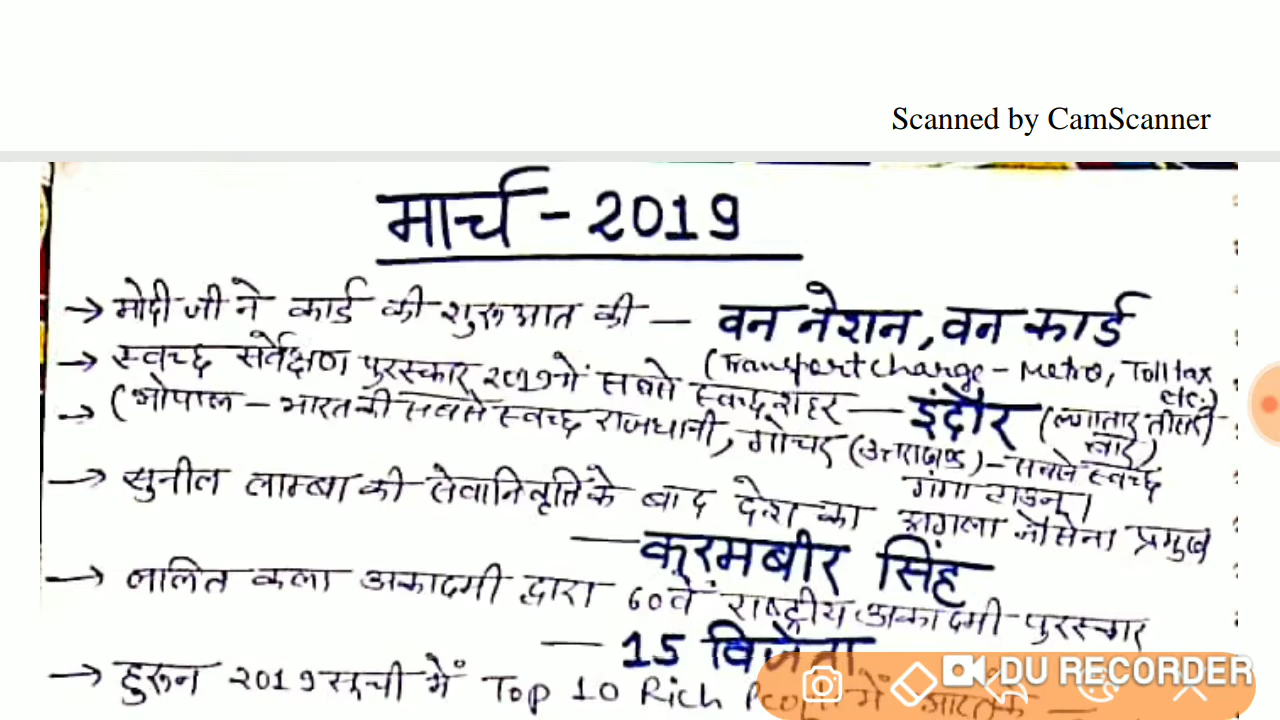 Scanned by CamScanner
मार्च - 2019
→ मोदी जी ने कार्ड की शुरूआत की — वन नेशन, वन कार्ड
(Transport charge - Metro, Toll tax etc.)
→ स्वच्छ सर्वेक्षण पुरस्कार 2019 में सबसे स्वच्छ शहर — इंदौर (लगातार तीसरी बार)
→ (भोपाल - भारत की सबसे स्वच्छ राजधानी, गोचर (उत्तराखंड) - सबसे स्वच्छ गंगा टाउन)
→ सुनील लाम्बा की सेवानिवृत्ति के बाद देश का अगला नौसेना प्रमुख
— करमबीर सिंह
→ ललित कला अकादमी द्वारा 60वें राष्ट्रीय अकादमी पुरस्कार
— 15 विजेता
→ हुरून 2019 सूची में Top 10 Rich People में भारत के —
DU RECORDER